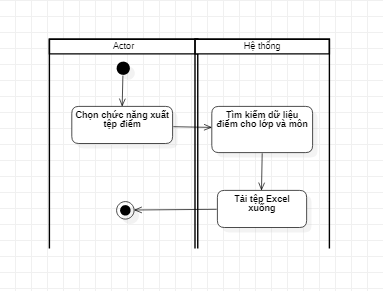 Actor
Hệ thống
Chọn chức năng xuất
tệp điểm
Tìm kiếm dữ liệu
điểm cho lớp và môn
Tải tệp Excel
xuống